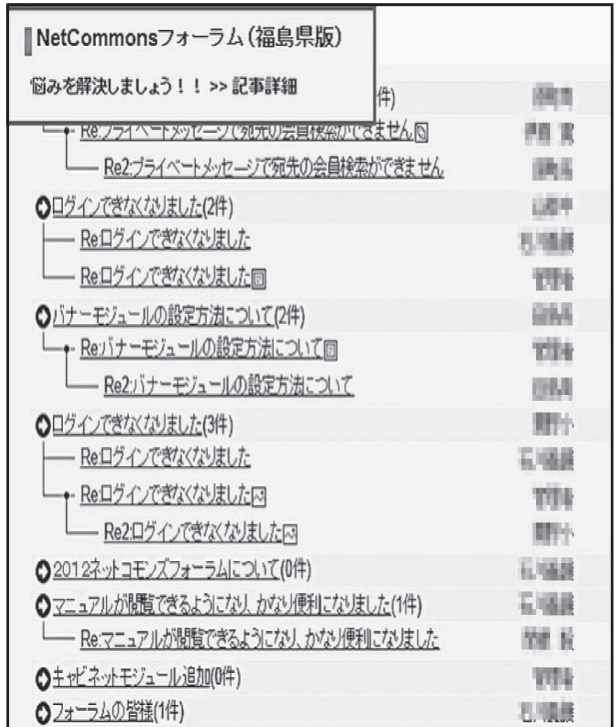 NetCommonsフォーラム(福島県版)
悩みを解決しましょう!! >> 記事詳細
件)
Re:プライベートメッセージで宛先の会員検索ができません
Re2:プライベートメッセージで宛先の会員検索ができません
ログインできなくなりました(2件)
Re:ログインできなくなりました
Re:ログインできなくなりました
バナーモジュールの設定方法について(2件)
Re:バナーモジュールの設定方法について
Re2:バナーモジュールの設定方法について
ログインできなくなりました(3件)
Re:ログインできなくなりました
Re:ログインできなくなりました
Re2:ログインできなくなりました
2012ネットコモンズフォーラムについて(0件)
マニュアルが閲覧できるようになり、かなり便利になりました(1件)
Re:マニュアルが閲覧できるようになり、かなり便利になりました
キャビネットモジュール追加(0件)
フォーラムの皆様(1件)